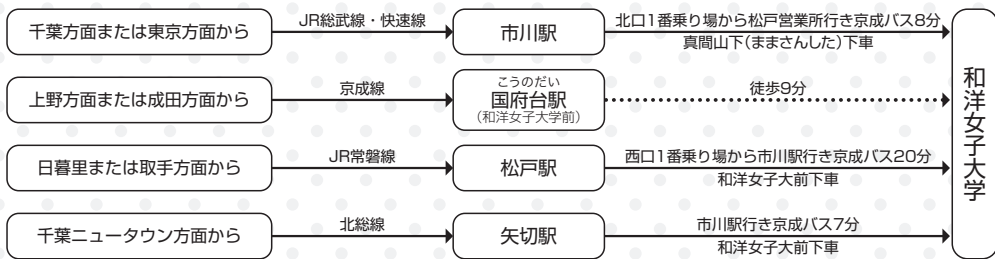 千葉方面または東京方面から
JR総武線・快速線
市川駅
北口1番乗り場から松戸営業所行き京成バス8分
真間山下(ままさんした)下車
上野方面または成田方面から
京成線
こうのだい
国府台駅
(和洋女子大学前)
徒歩9分
日暮里または取手方面から
JR常磐線
松戸駅
西口1番乗り場から市川駅行き京成バス20分
和洋女子大前下車
千葉ニュータウン方面から
北総線
矢切駅
市川駅行き京成バス7分
和洋女子大前下車
和洋女子大学